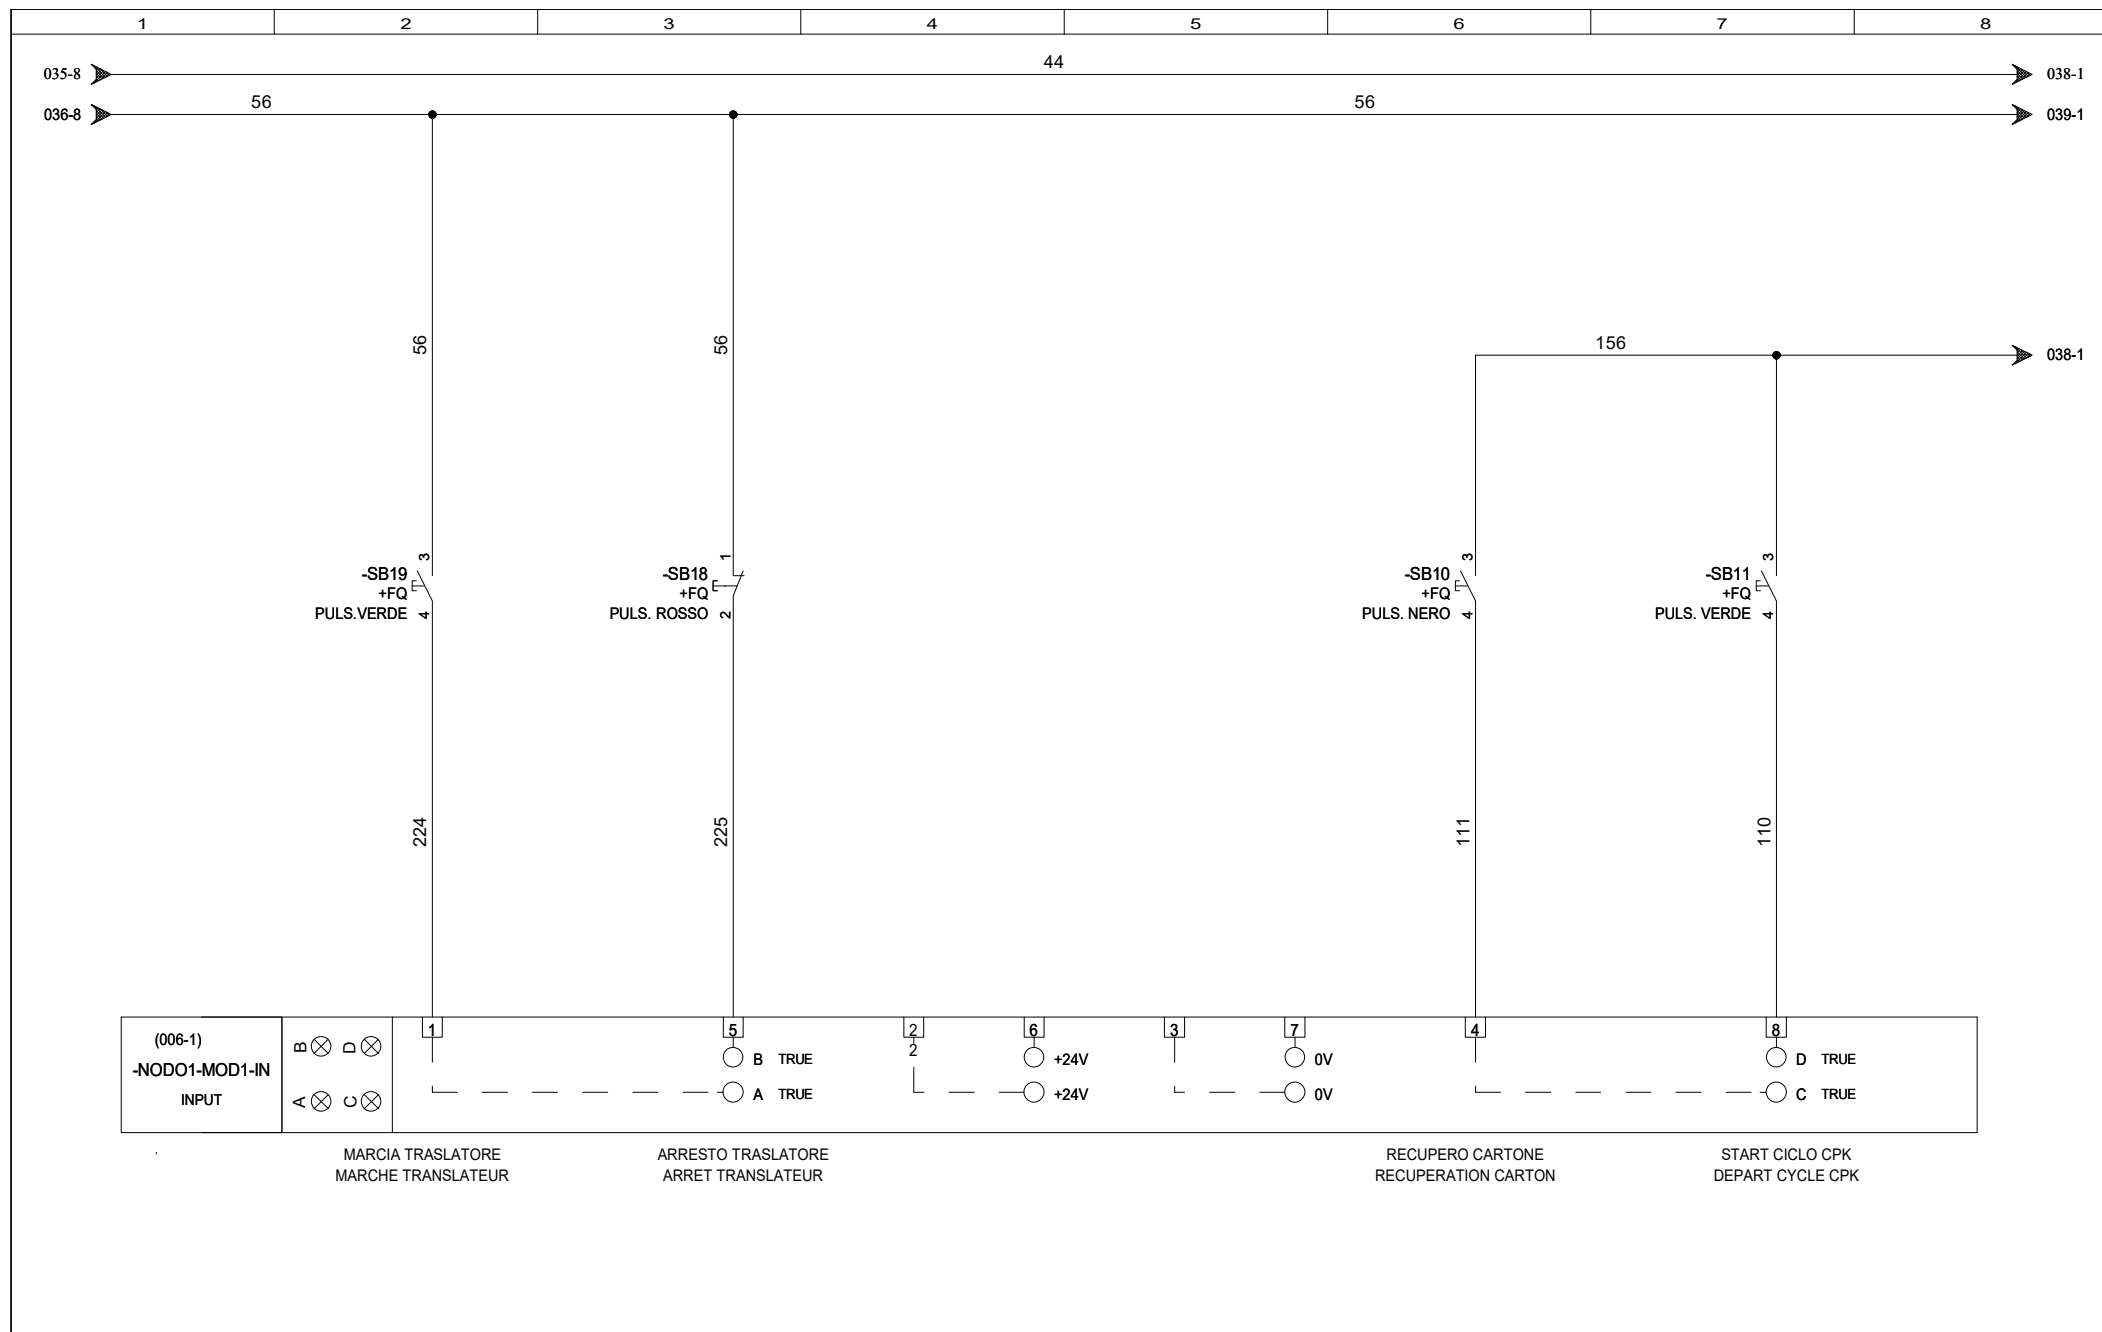 1 2 3 4 5 6 7 8
035-8 44 038-1
036-8 56 56 039-1
56 56 156 038-1
3 1 3 3
-SB19 -SB18 -SB10 -SB11
+FQ +FQ +FQ +FQ
PULS.VERDE 4 PULS. ROSSO 2 PULS. NERO 4 PULS. VERDE 4
224 225 111 110
1 5 2 6 3 7 4 8
(006-1) B D 2
-NODO1-MOD1-IN B TRUE +24V 0V D TRUE
INPUT A C A TRUE +24V 0V C TRUE
MARCIA TRASLATORE ARRESTO TRASLATORE RECUPERO CARTONE START CICLO CPK
MARCHE TRANSLATEUR ARRET TRANSLATEUR RECUPERATION CARTON DEPART CYCLE CPK